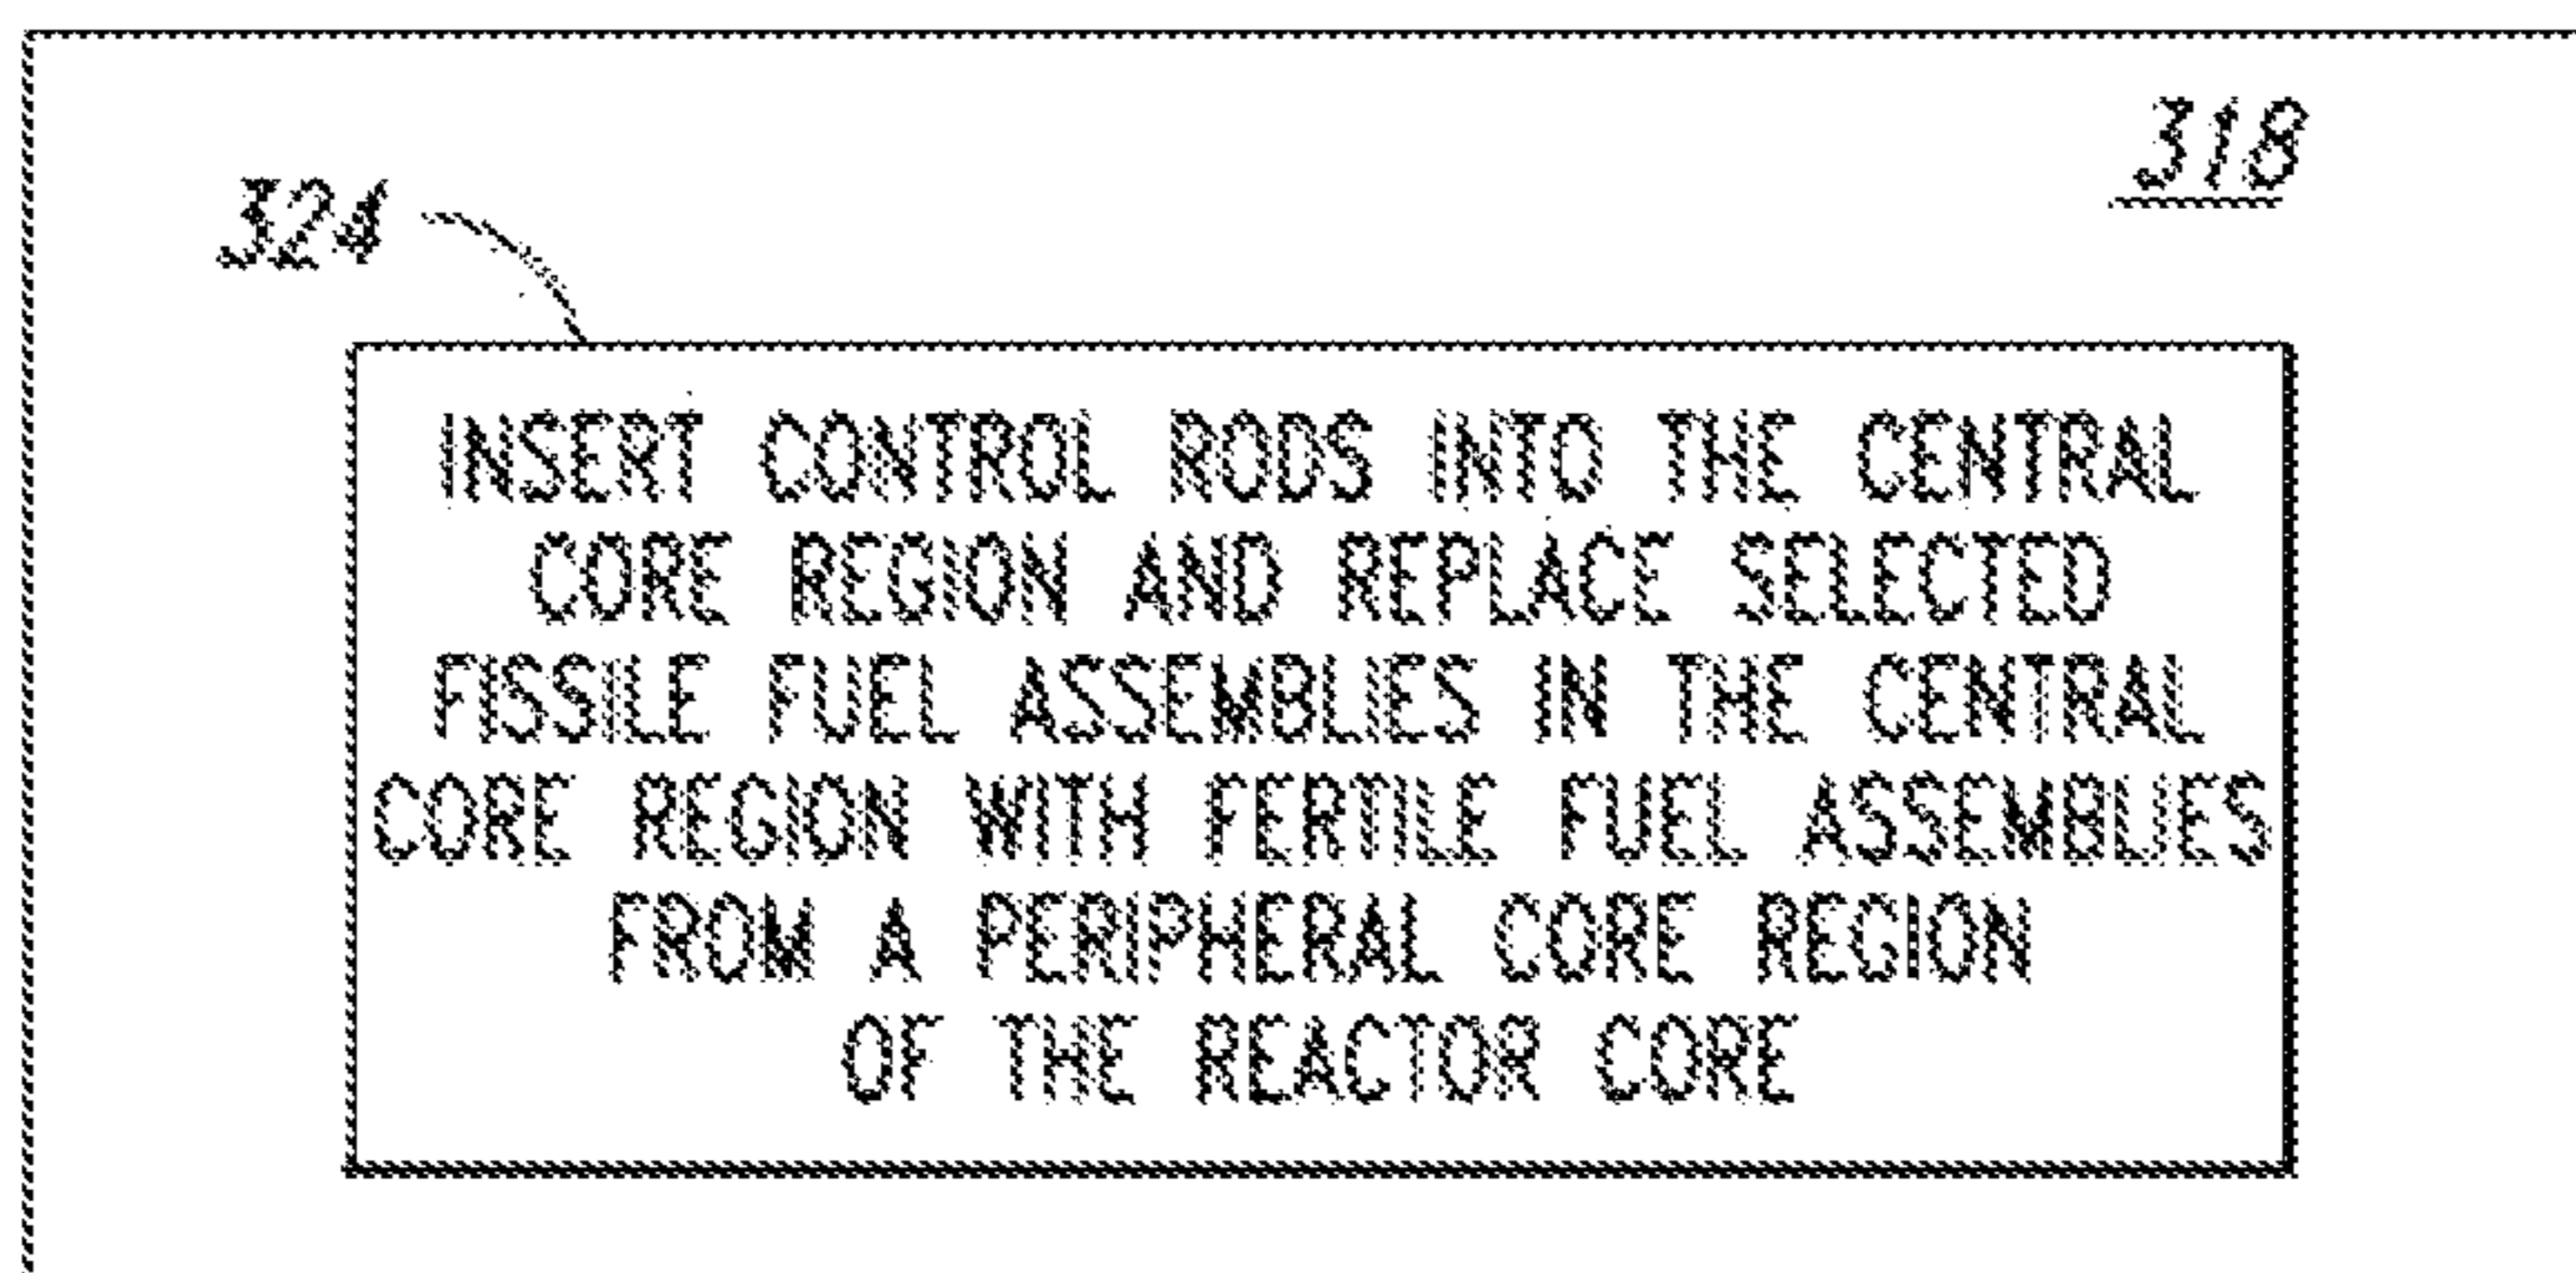 318
324
INSERT CONTROL RODS INTO THE CENTRAL
CORE REGION AND REPLACE SELECTED
FISSILE FUEL ASSEMBLIES IN THE CENTRAL
CORE REGION WITH FERTILE FUEL ASSEMBLIES
FROM A PERIPHERAL CORE REGION
OF THE REACTOR CORE